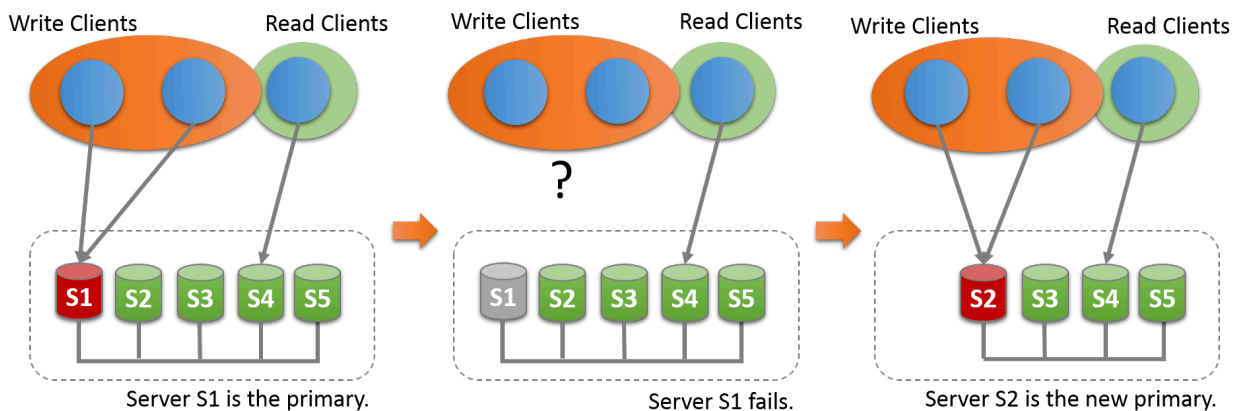 Write Clients
Read Clients
S1
S2
S3
S4
S5
Server S1 is the primary.
Write Clients
Read Clients
?
S1
S2
S3
S4
S5
Server S1 fails.
Write Clients
Read Clients
S2
S3
S4
S5
Server S2 is the new primary.